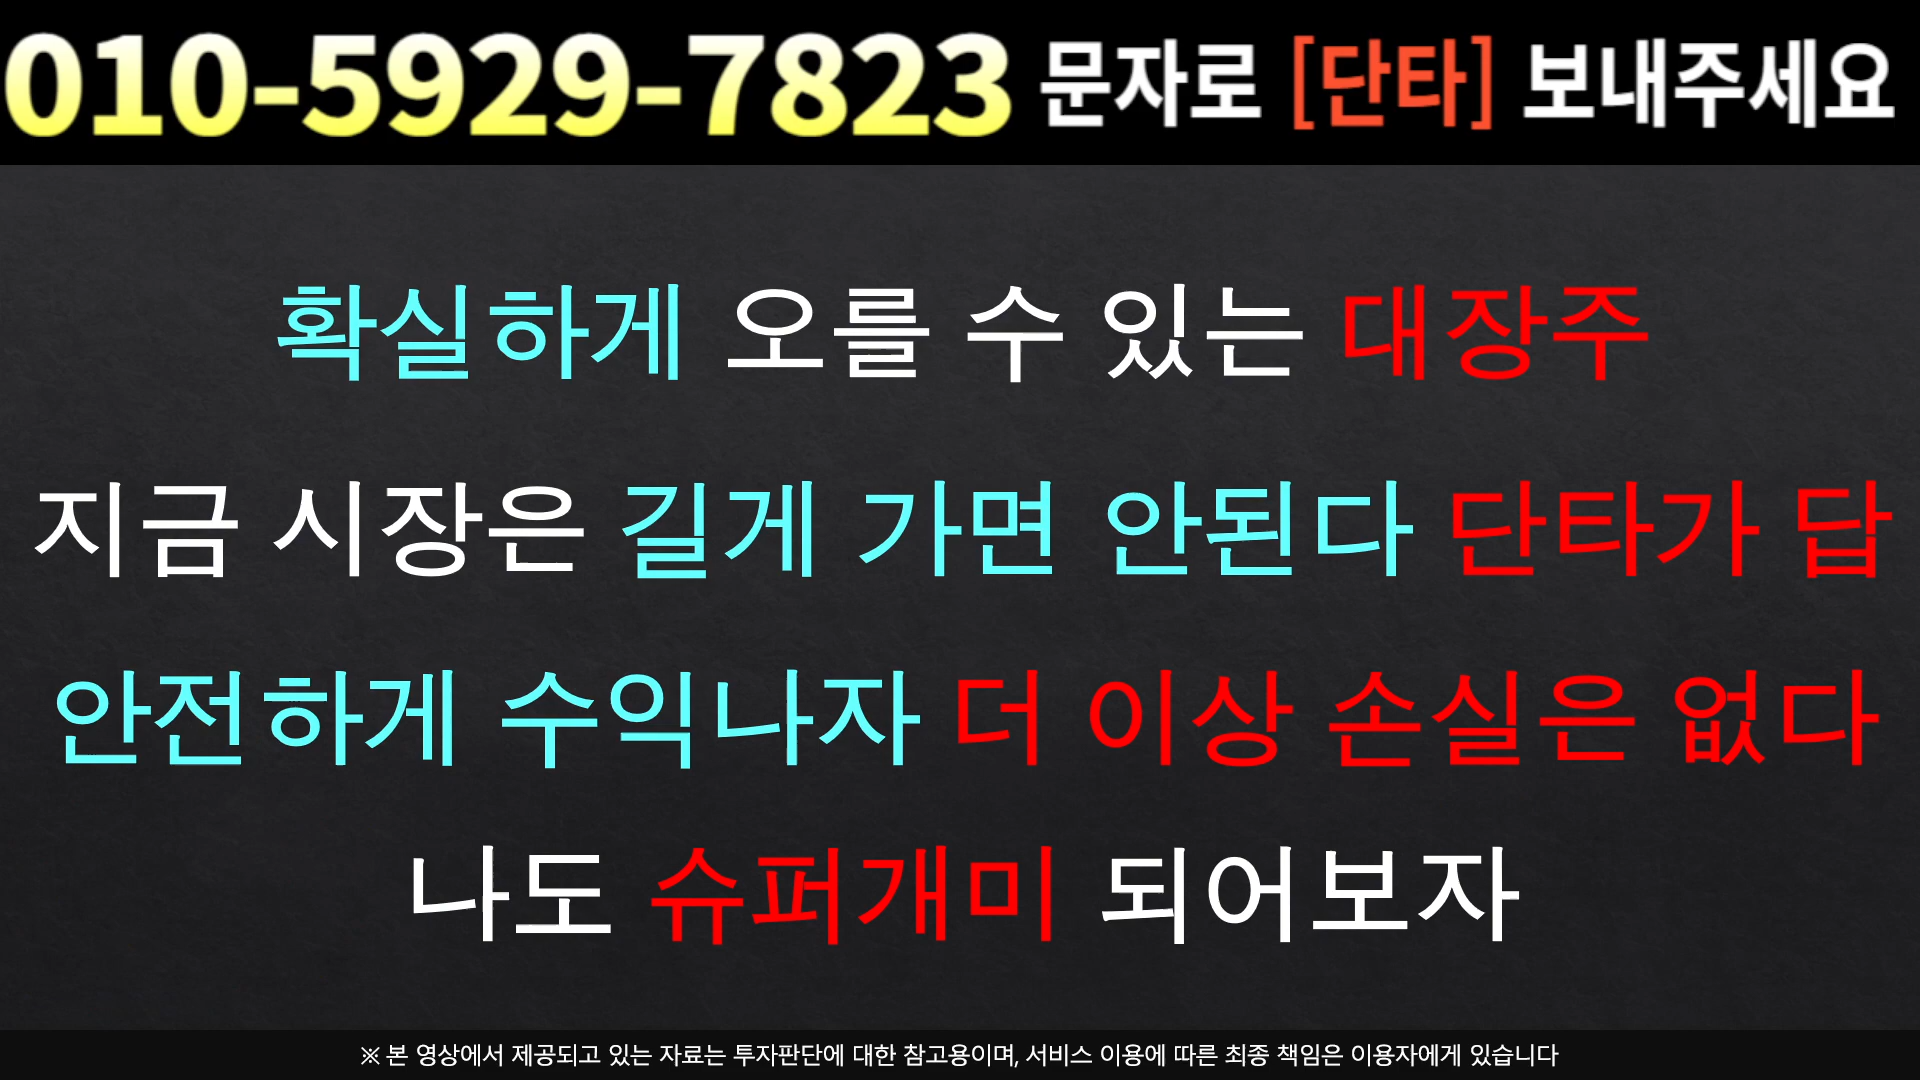 010-5929-7823 문자로 [단타] 보내주세요
확실하게 오를 수 있는 대장주
지금 시장은 길게 가면 안된다 단타가 답
안전하게 수익나자 더 이상 손실은 없다
나도 슈퍼개미 되어보자
※ 본 영상에서 제공되고 있는 자료는 투자판단에 대한 참고용이며, 서비스 이용에 따른 최종 책임은 이용자에게 있습니다